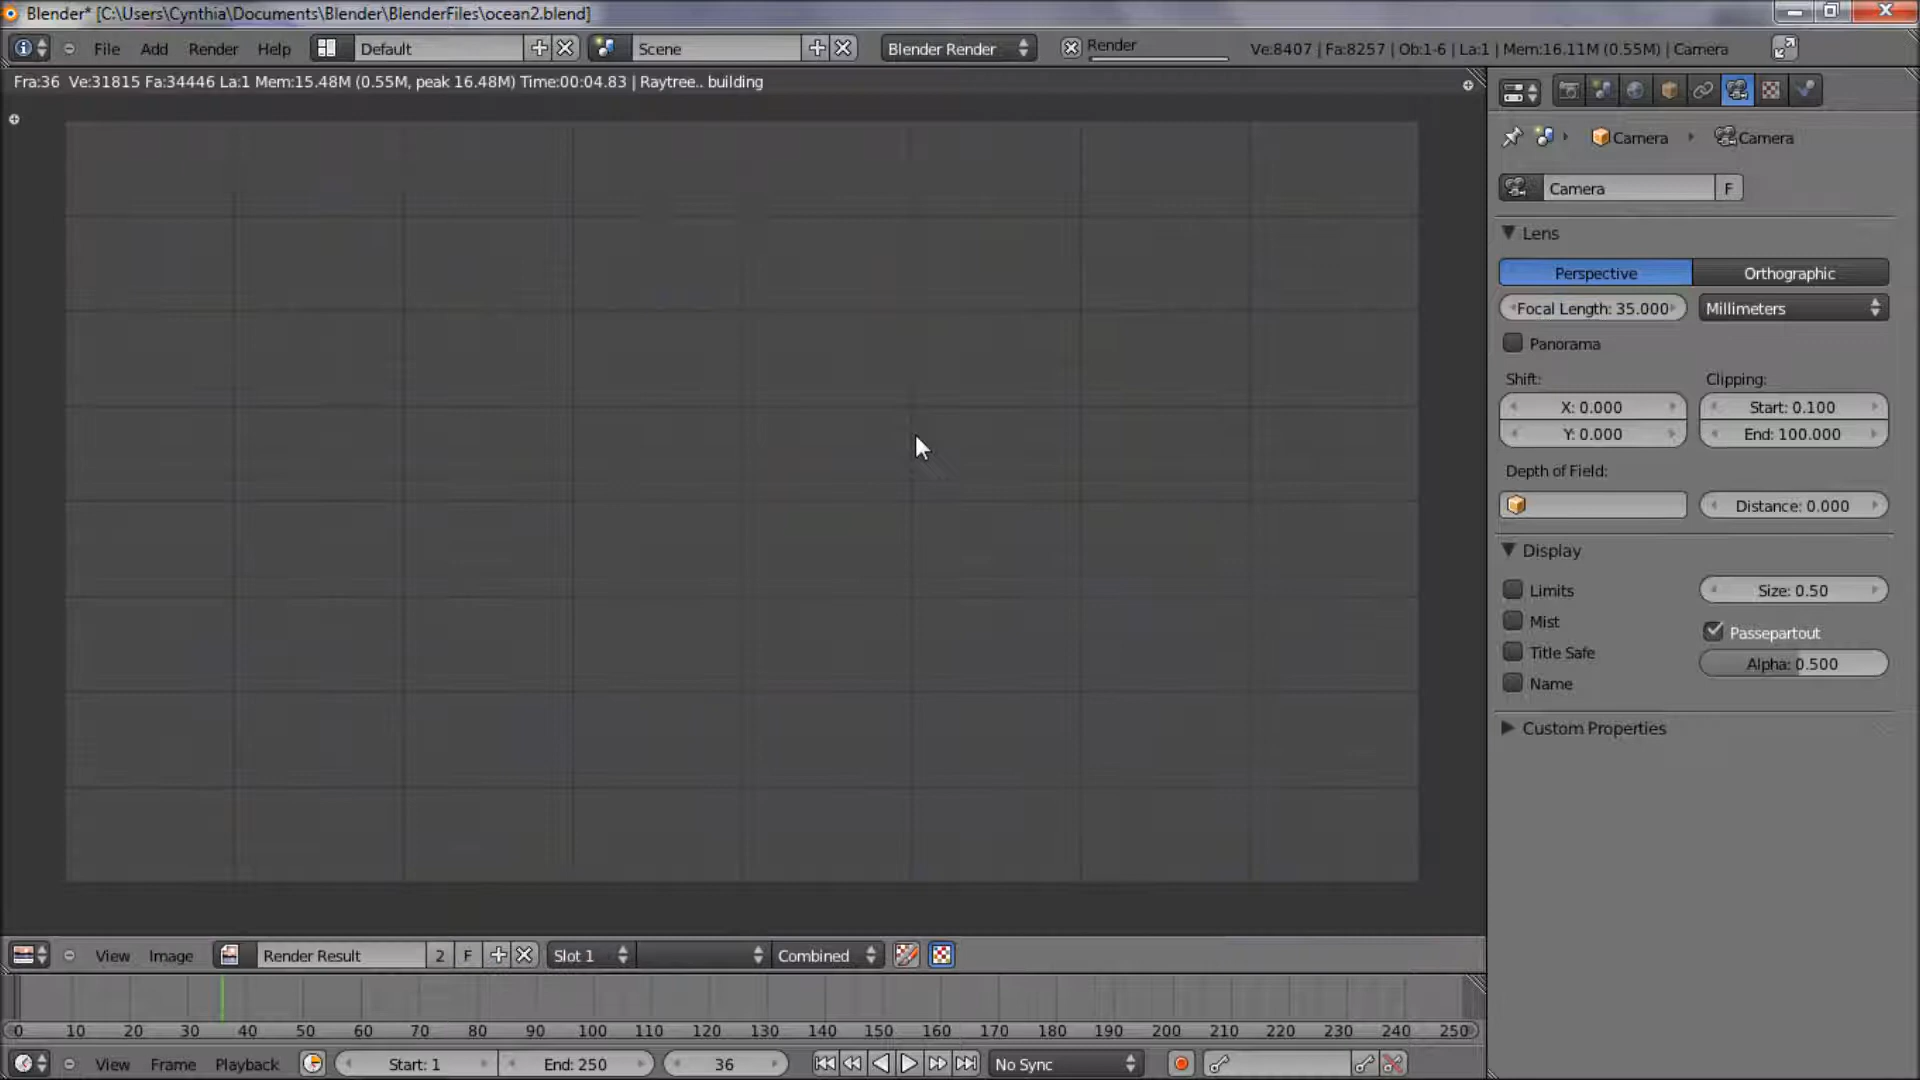 Blender* [C:\Users\Cynthia\Documents\Blender\BlenderFiles\ocean2.blend]
File Add Render Help Default Scene Blender Render Render Ve:8407 | Fa:8257 | Ob:1-6 | La:1 | Mem:16.11M (0.55M) | Camera
Fra:36 Ve:31815 Fa:34446 La:1 Mem:15.48M (0.55M, peak 16.48M) Time:00:04.83 | Raytree.. building
Camera Camera
Camera F
Lens
Perspective Orthographic
Focal Length: 35.000 Millimeters
Panorama
Shift: Clipping:
X: 0.000 Start: 0.100
Y: 0.000 End: 100.000
Depth of Field:
Distance: 0.000
Display
Limits Size: 0.50
Mist Passepartout
Title Safe Alpha: 0.500
Name
Custom Properties
View Image Render Result 2 F Slot 1 Combined
0 10 20 30 40 50 60 70 80 90 100 110 120 130 140 150 160 170 180 190 200 210 220 230 240 250
View Frame Playback Start: 1 End: 250 36 No Sync